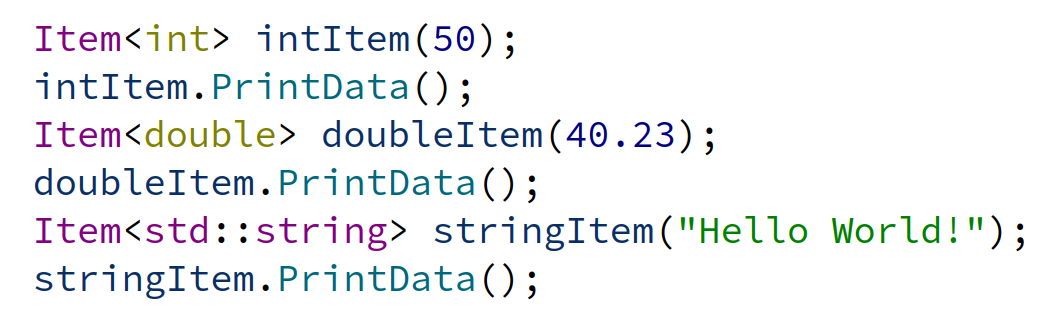 Item<int> intItem(50);
intItem.PrintData();
Item<double> doubleItem(40.23);
doubleItem.PrintData();
Item<std::string> stringItem("Hello World!");
stringItem.PrintData();